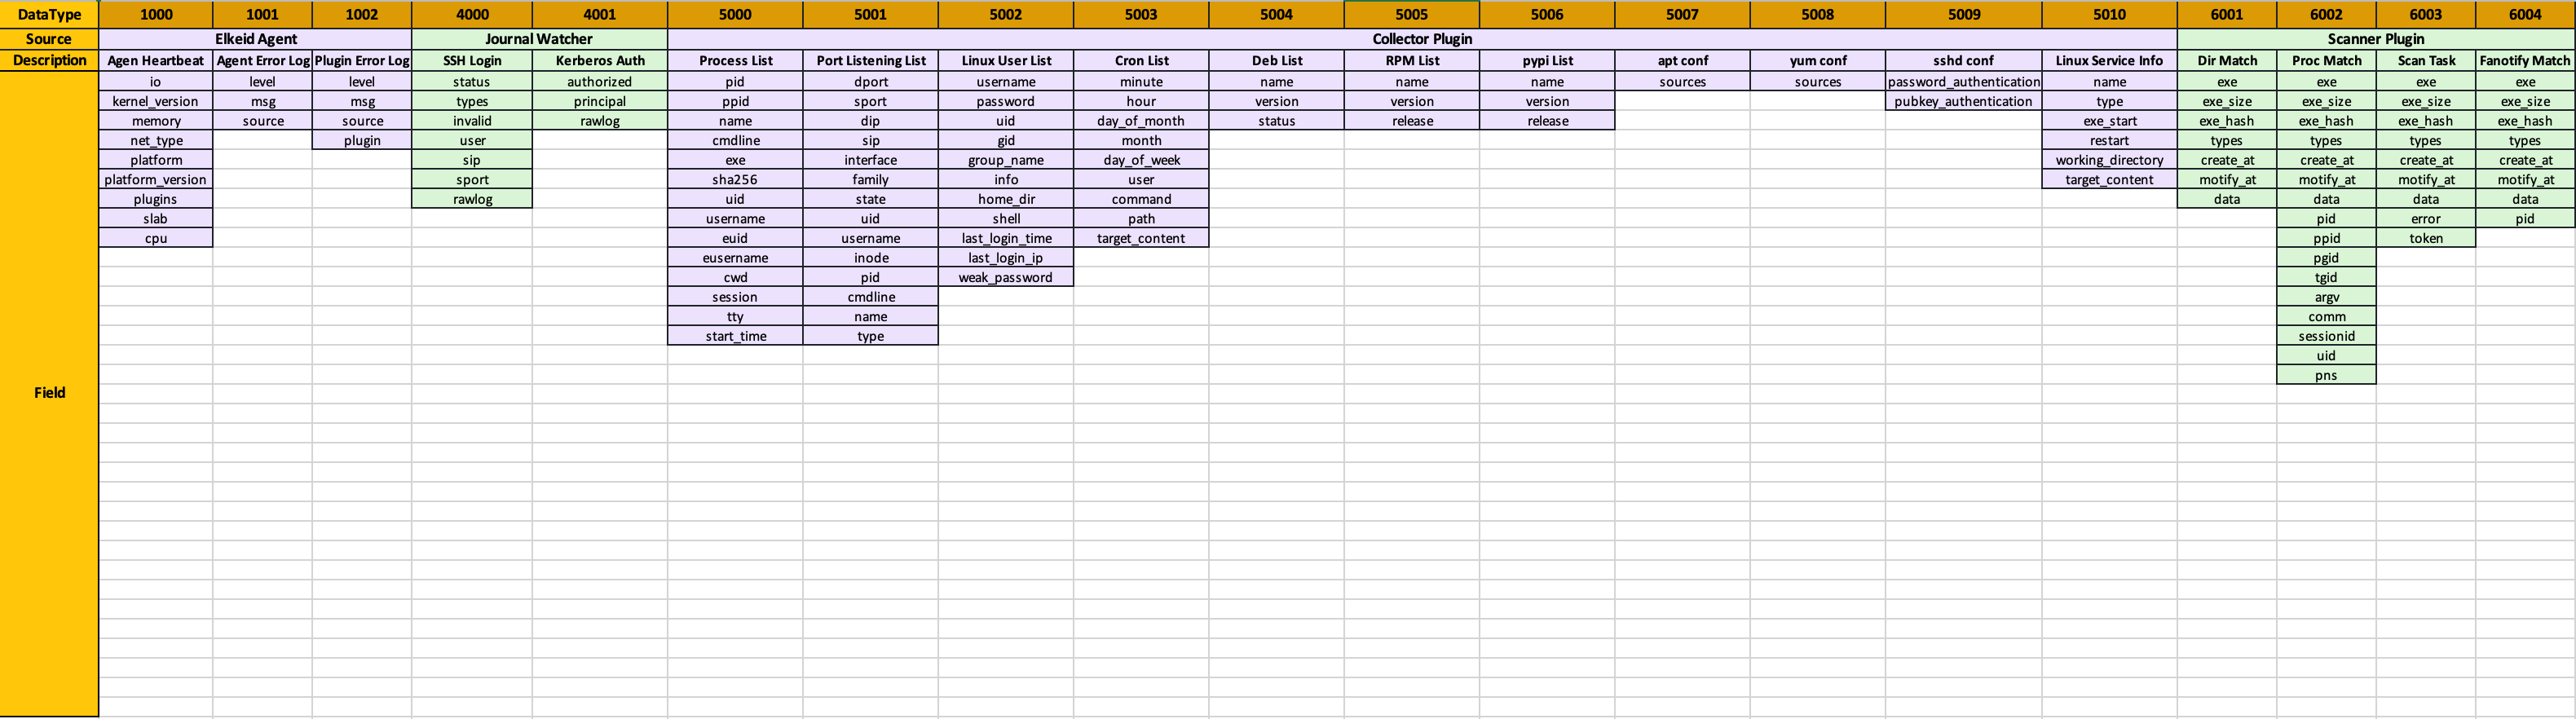 DataType 1000 1001 1002 4000 4001 5000 5001 5002 5003 5004 5005 5006 5007 5008 5009 5010 6001 6002 6003 6004
Source Elkeid Agent Journal Watcher Collector Plugin Scanner Plugin
Description Agen Heartbeat Agent Error Log Plugin Error Log SSH Login Kerberos Auth Process List Port Listening List Linux User List Cron List Deb List RPM List pypi List apt conf yum conf sshd conf Linux Service Info Dir Match Proc Match Scan Task Fanotify Match
io level level status authorized pid dport username minute name name name sources sources password_authentication name exe exe exe exe
kernel_version msg msg types principal ppid sport password hour version version version pubkey_authentication type exe_size exe_size exe_size exe_size
memory source source invalid rawlog name dip uid day_of_month status release release exe_start exe_hash exe_hash exe_hash exe_hash
net_type plugin user cmdline sip gid month restart types types types types
platform sip exe interface group_name day_of_week working_directory create_at create_at create_at create_at
platform_version sport sha256 family info user target_content motify_at motify_at motify_at motify_at
plugins rawlog uid state home_dir command data data data data
slab username uid shell path pid error pid
cpu euid username last_login_time target_content ppid token
eusername inode last_login_ip pgid
cwd pid weak_password tgid
session cmdline argv
tty name comm
start_time type sessionid
uid
pns
Field